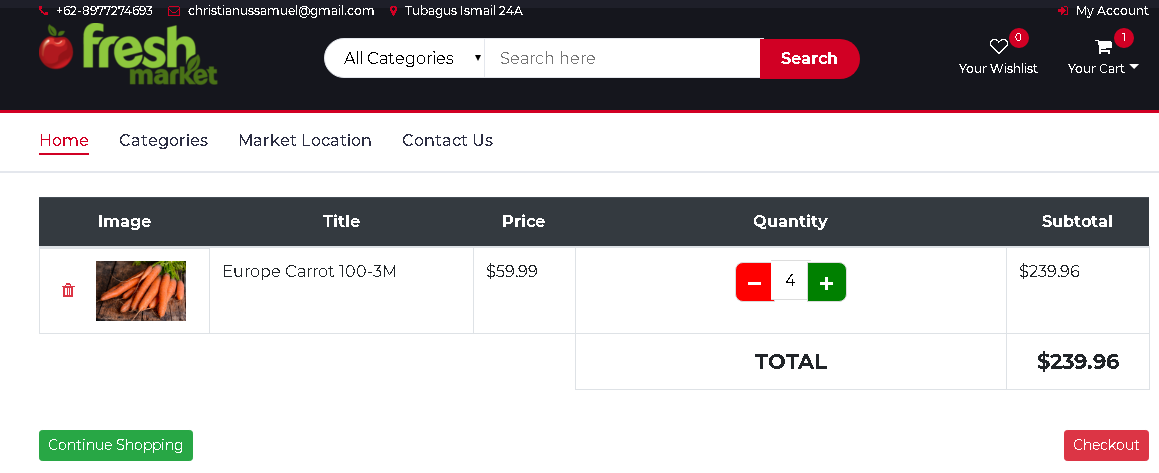 +62-8977274693 christianussamuel@gmail.com Tubagus Ismail 24A My Account
fresh
market
All Categories Search here Search
0
Your Wishlist
1
Your Cart
Home Categories Market Location Contact Us
Image Title Price Quantity Subtotal
Europe Carrot 100-3M $59.99 − 4 + $239.96
TOTAL $239.96
Continue Shopping Checkout